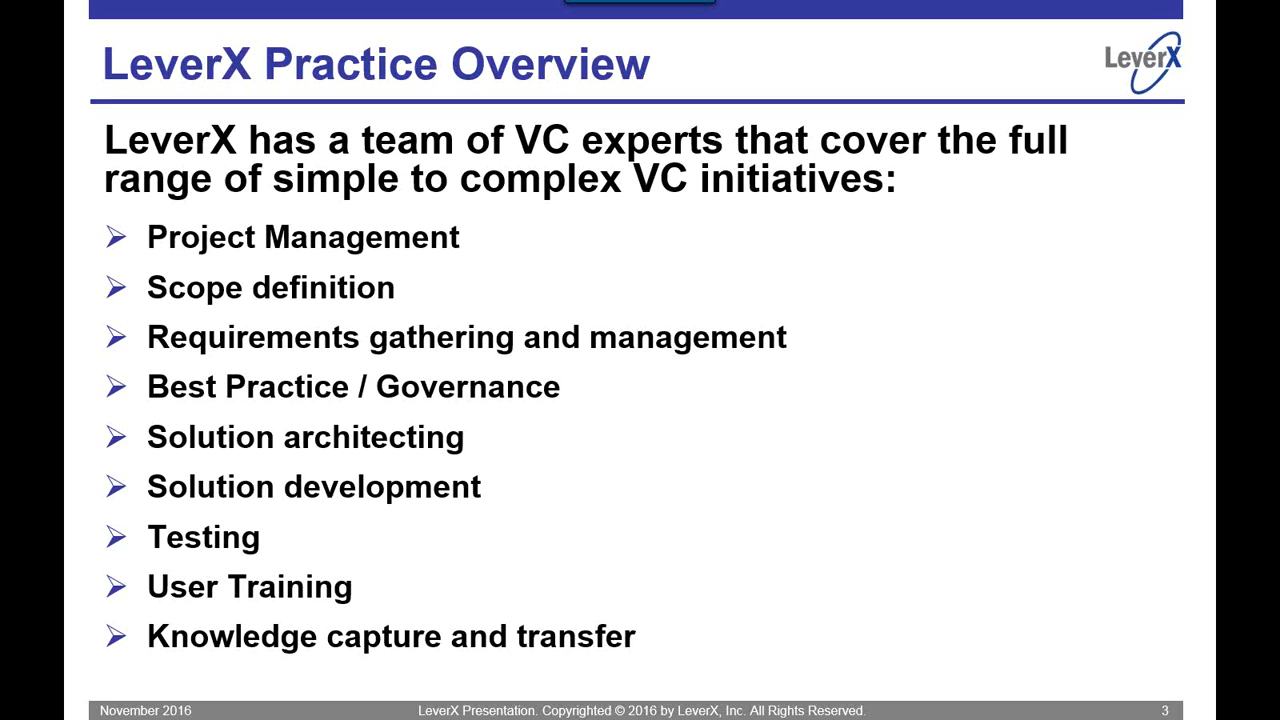 LeverX Practice Overview
LeverX
LeverX has a team of VC experts that cover the full
range of simple to complex VC initiatives:
Project Management
Scope definition
Requirements gathering and management
Best Practice / Governance
Solution architecting
Solution development
Testing
User Training
Knowledge capture and transfer
November 2016
LeverX Presentation. Copyrighted © 2016 by LeverX, Inc. All Rights Reserved.
3